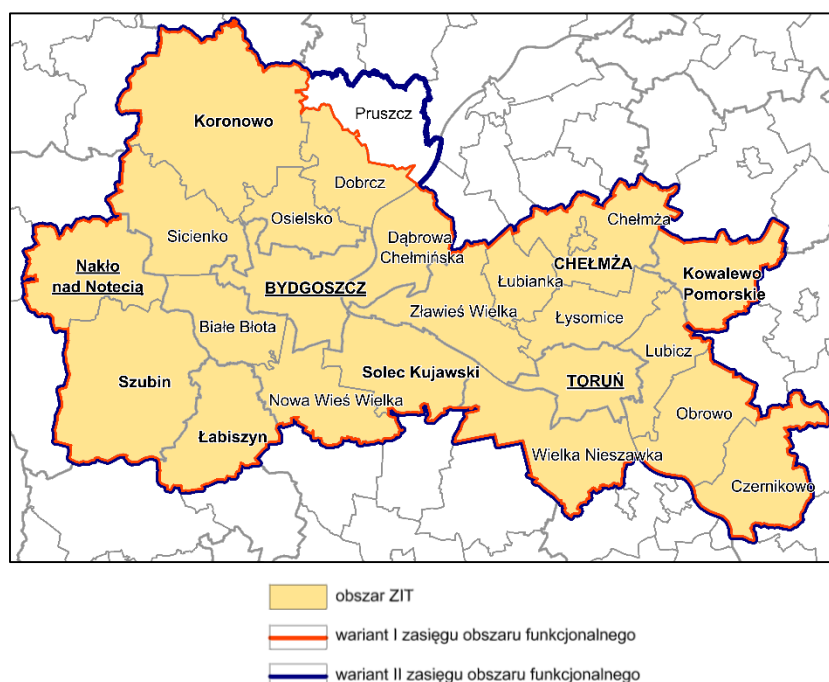 Koronowo
Pruszcz
Dobrcz
Osielsko
Sicienko
Dąbrowa
Chełmińska
Chełmża
Nakło
nad Notecią
BYDGOSZCZ
Łubianka
CHEŁMŻA
Kowalewo
Pomorskie
Zławieś Wielka
Łysomice
Białe Błota
Lubicz
Szubin
Solec Kujawski
TORUŃ
Nowa Wieś Wielka
Obrowo
Łabiszyn
Wielka Nieszawka
Czernikowo
obszar ZIT
wariant I zasięgu obszaru funkcjonalnego
wariant II zasięgu obszaru funkcjonalnego